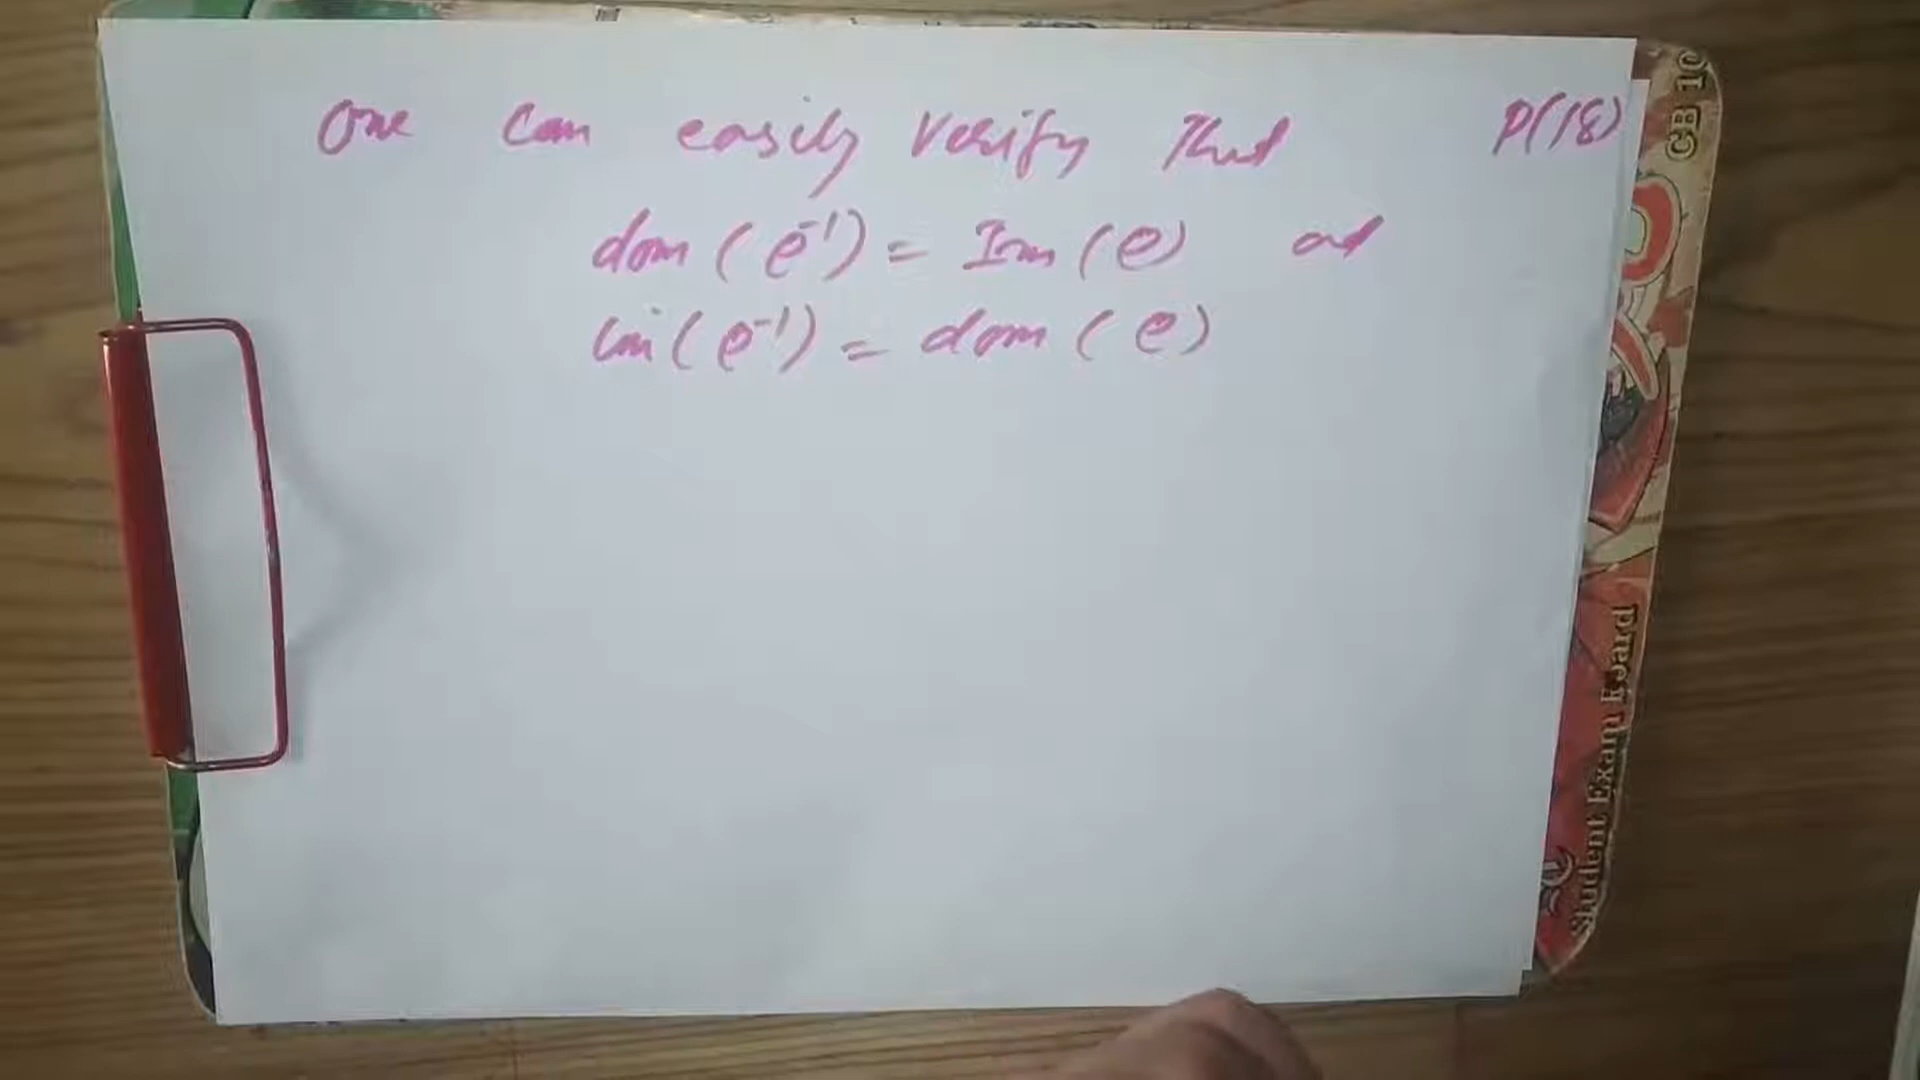 One can easily verify that P(18)
dom (ρ⁻¹) = Im (ρ) and
Im (ρ⁻¹) = dom (ρ)
CB 10
Student Exam Board